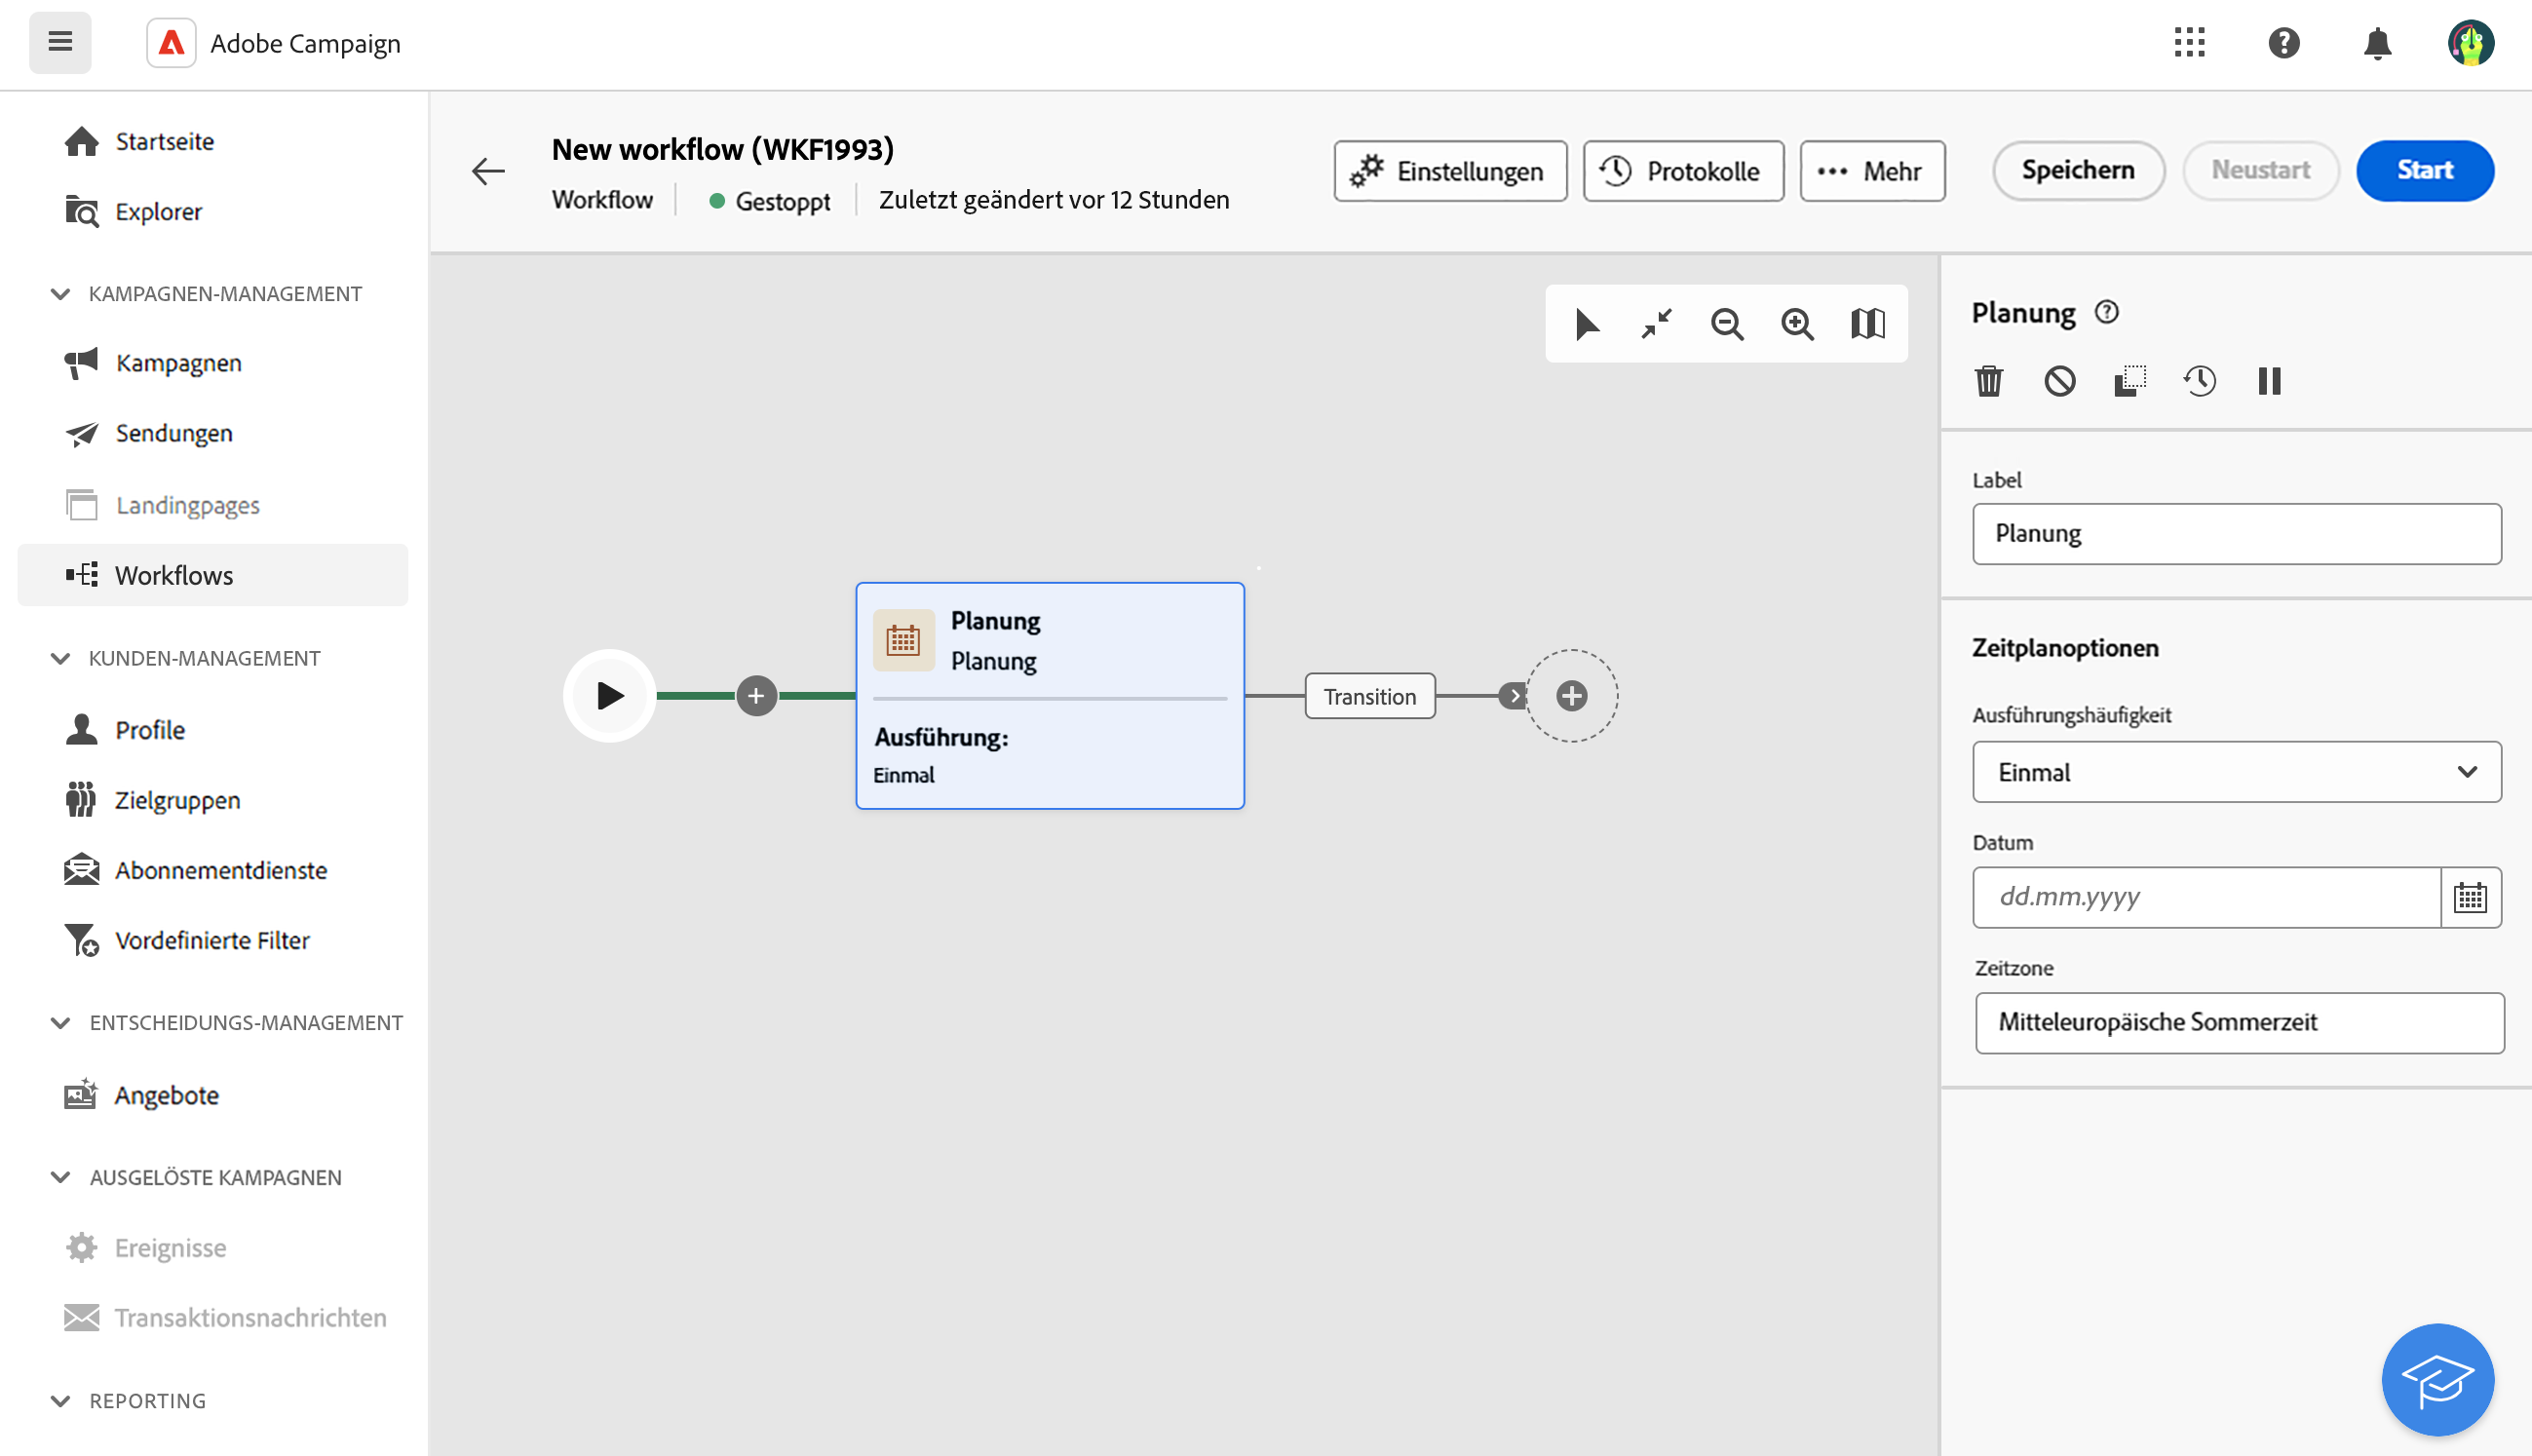 Adobe Campaign
Startseite
Explorer
KAMPAGNEN-MANAGEMENT
Kampagnen
Sendungen
Landingpages
Workflows
KUNDEN-MANAGEMENT
Profile
Zielgruppen
Abonnementdienste
Vordefinierte Filter
ENTSCHEIDUNGS-MANAGEMENT
Angebote
AUSGELÖSTE KAMPAGNEN
Ereignisse
Transaktionsnachrichten
REPORTING
New workflow (WKF1993)
Workflow Gestoppt Zuletzt geändert vor 12 Stunden
Einstellungen Protokolle Mehr Speichern Neustart Start
Planung
Planung
Ausführung:
Einmal
Transition
Planung
Label
Planung
Zeitplanoptionen
Ausführungshäufigkeit
Einmal
Datum
dd.mm.yyyy
Zeitzone
Mitteleuropäische Sommerzeit